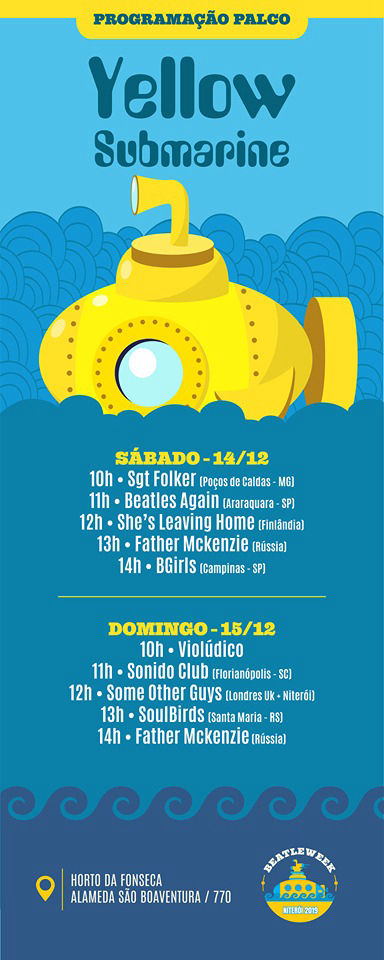 PROGRAMAÇÃO PALCO
Yellow
Submarine
SÁBADO - 14/12
10h • Sgt Folker (Poços de Caldas - MG)
11h • Beatles Again (Araraquara - SP)
12h • She's Leaving Home (Finlândia)
13h • Father Mckenzie (Rússia)
14h • BGirls (Campinas - SP)
DOMINGO - 15/12
10h • Violúdico
11h • Sonido Club (Florianópolis - SC)
12h • Some Other Guys (Londres Uk + Niterói)
13h • SoulBirds (Santa Maria - RS)
14h • Father Mckenzie (Rússia)
HORTO DA FONSECA
ALAMEDA SÃO BOAVENTURA / 770
BEATLEWEEK
NITERÓI 2019